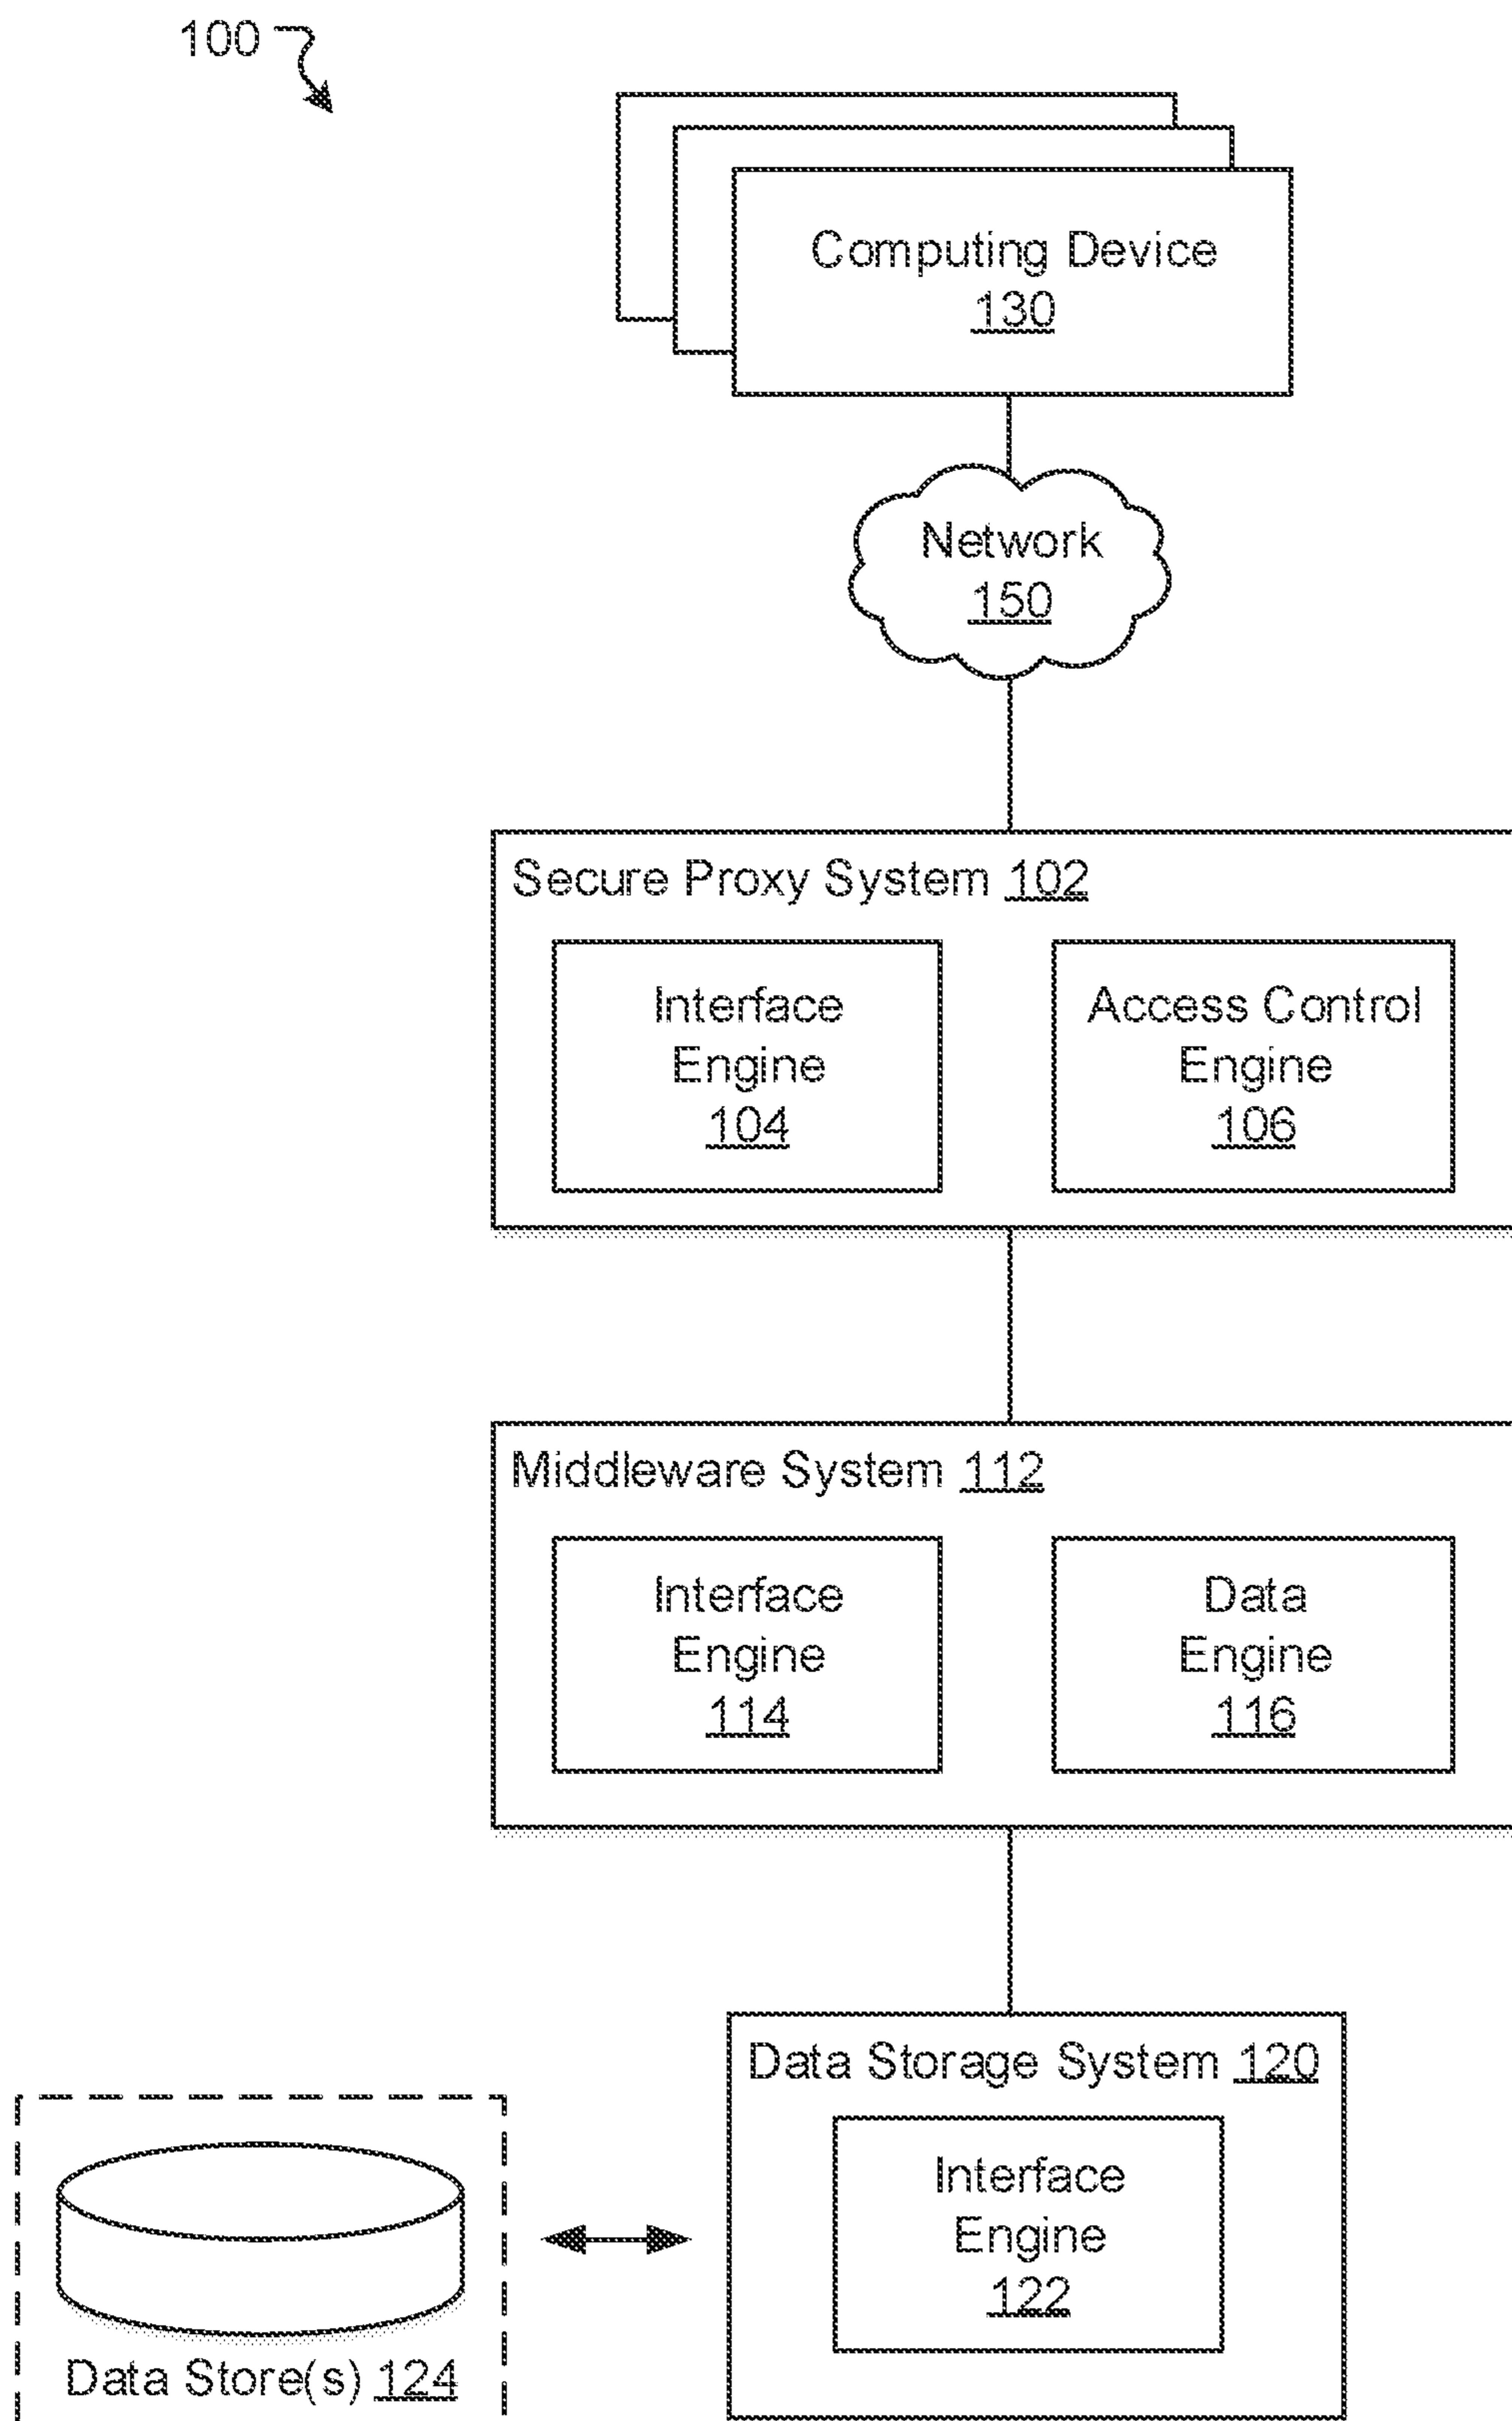 100
Computing Device
130
Network
150
Secure Proxy System 102
Interface
Engine
104
Access Control
Engine
106
Middleware System 112
Interface
Engine
114
Data
Engine
116
Data Storage System 120
Interface
Engine
122
Data Store(s) 124